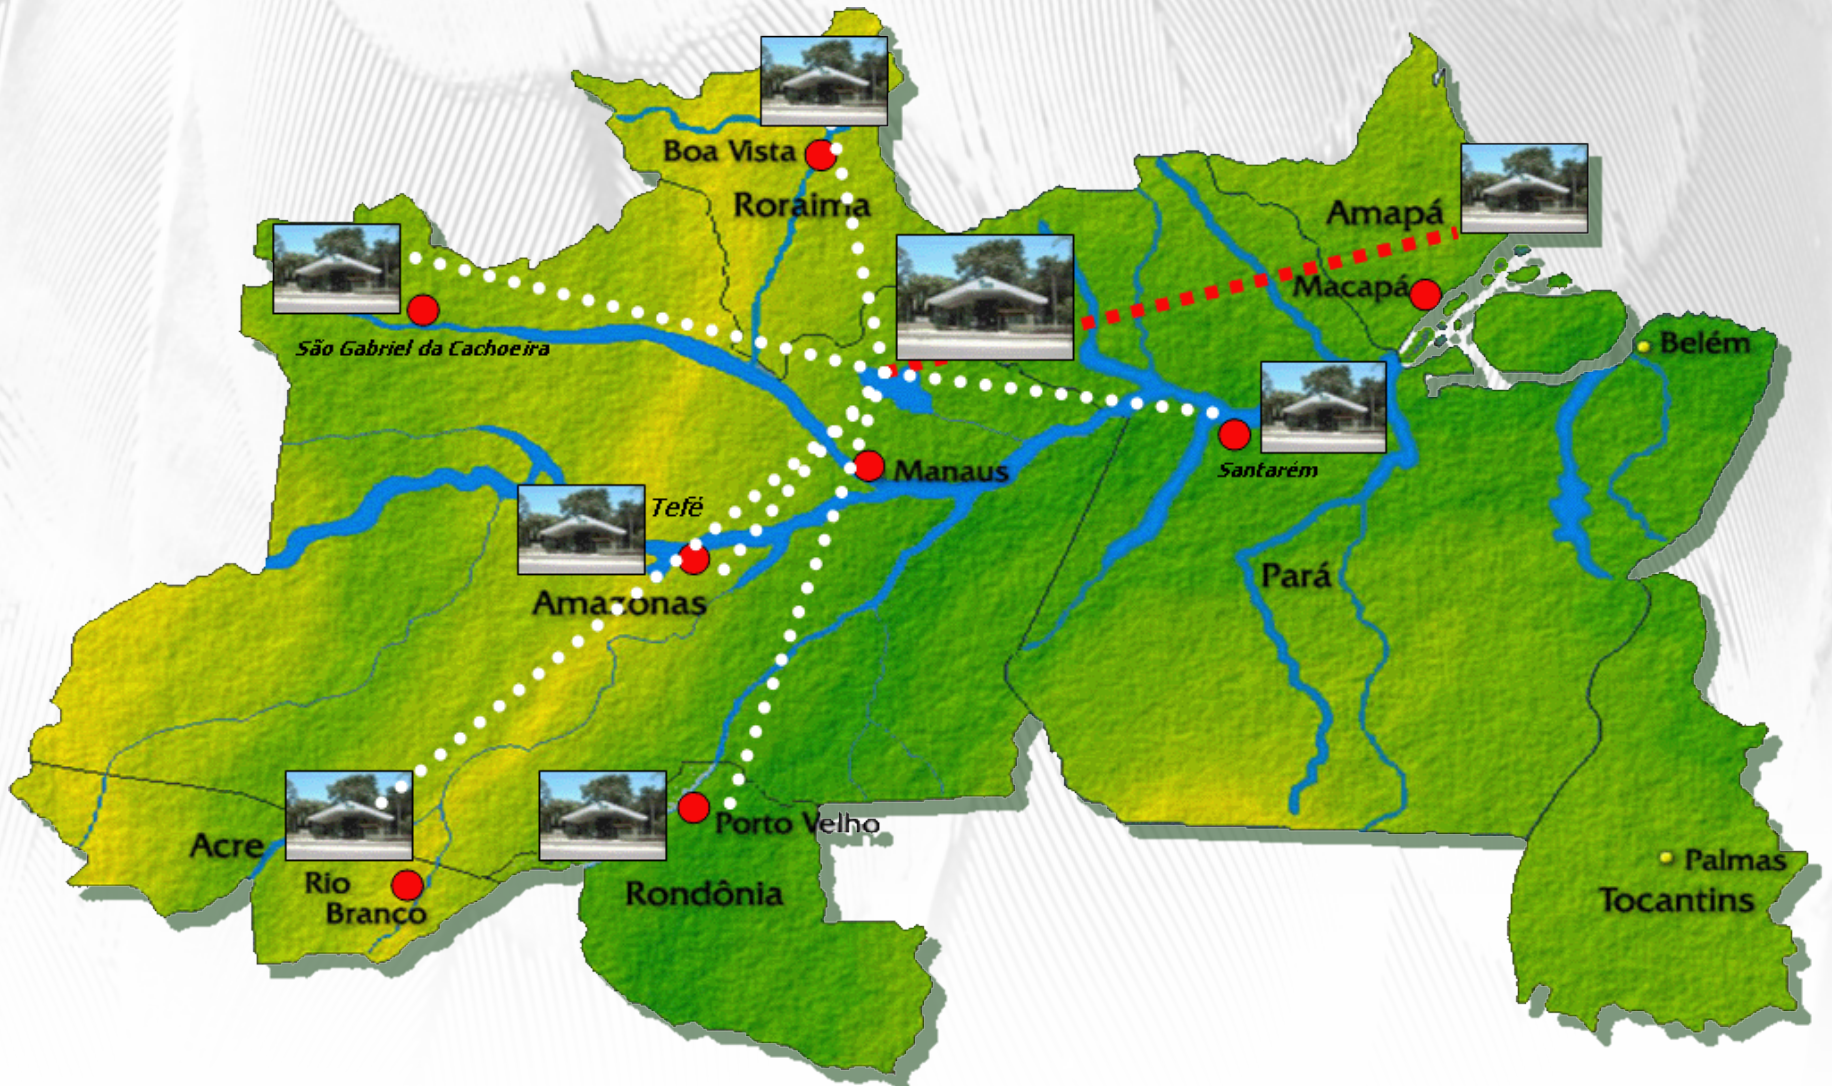 Boa Vista
Roraima
Amapá
Macapá
São Gabriel da Cachoeira
Belém
Manaus
Santarém
Tefé
Pará
Amazonas
Porto Velho
Acre
Rio
Branco
Rondônia
Palmas
Tocantins